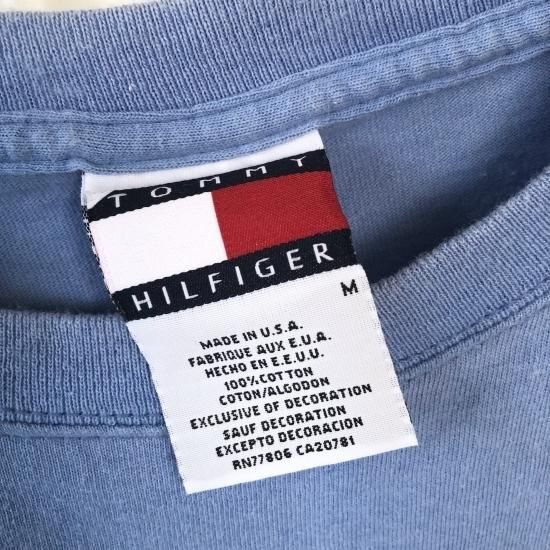 TOMMY
HILFIGER
M
MADE IN U.S.A.
FABRIQUE AUX E.U.A.
HECHO EN E.E.U.U.
100% COTTON
COTON/ALGODON
EXCLUSIVE OF DECORATION
SAUF DECORATION
EXCEPTO DECORACION
RN77806 CA20781